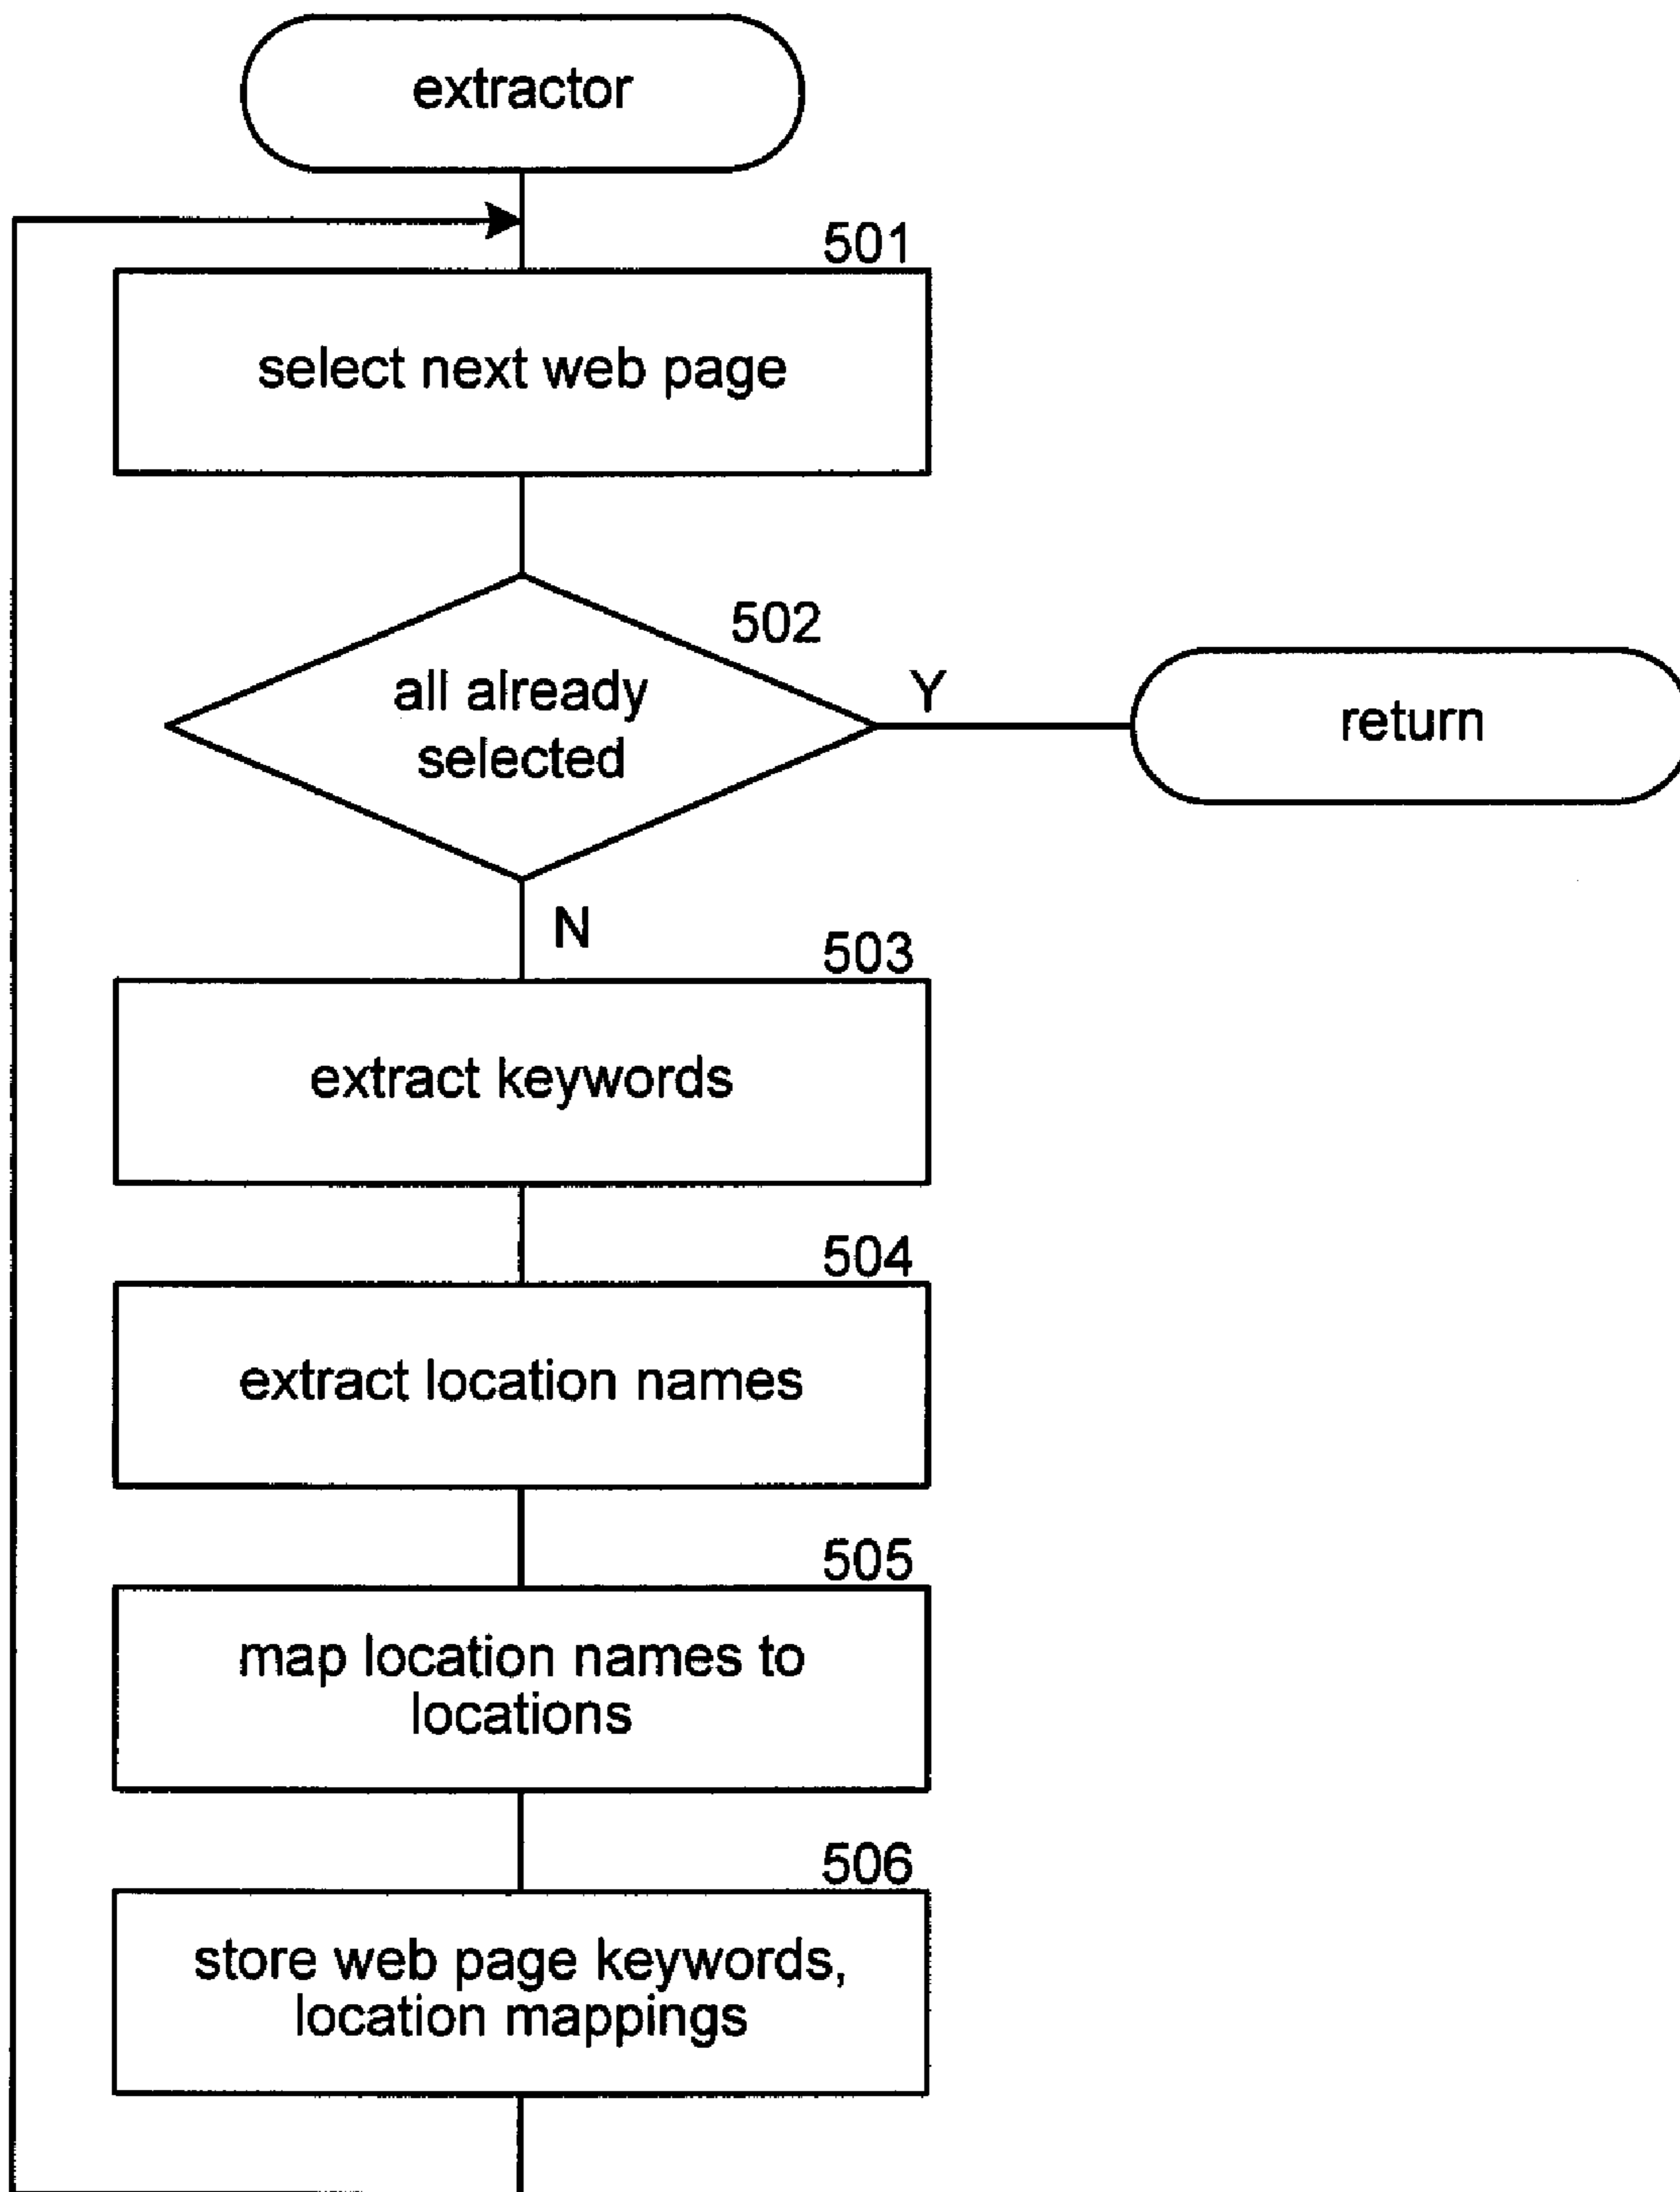 extractor
501
select next web page
502
all already
selected
Y
return
N
503
extract keywords
504
extract location names
505
map location names to
locations
506
store web page keywords,
location mappings